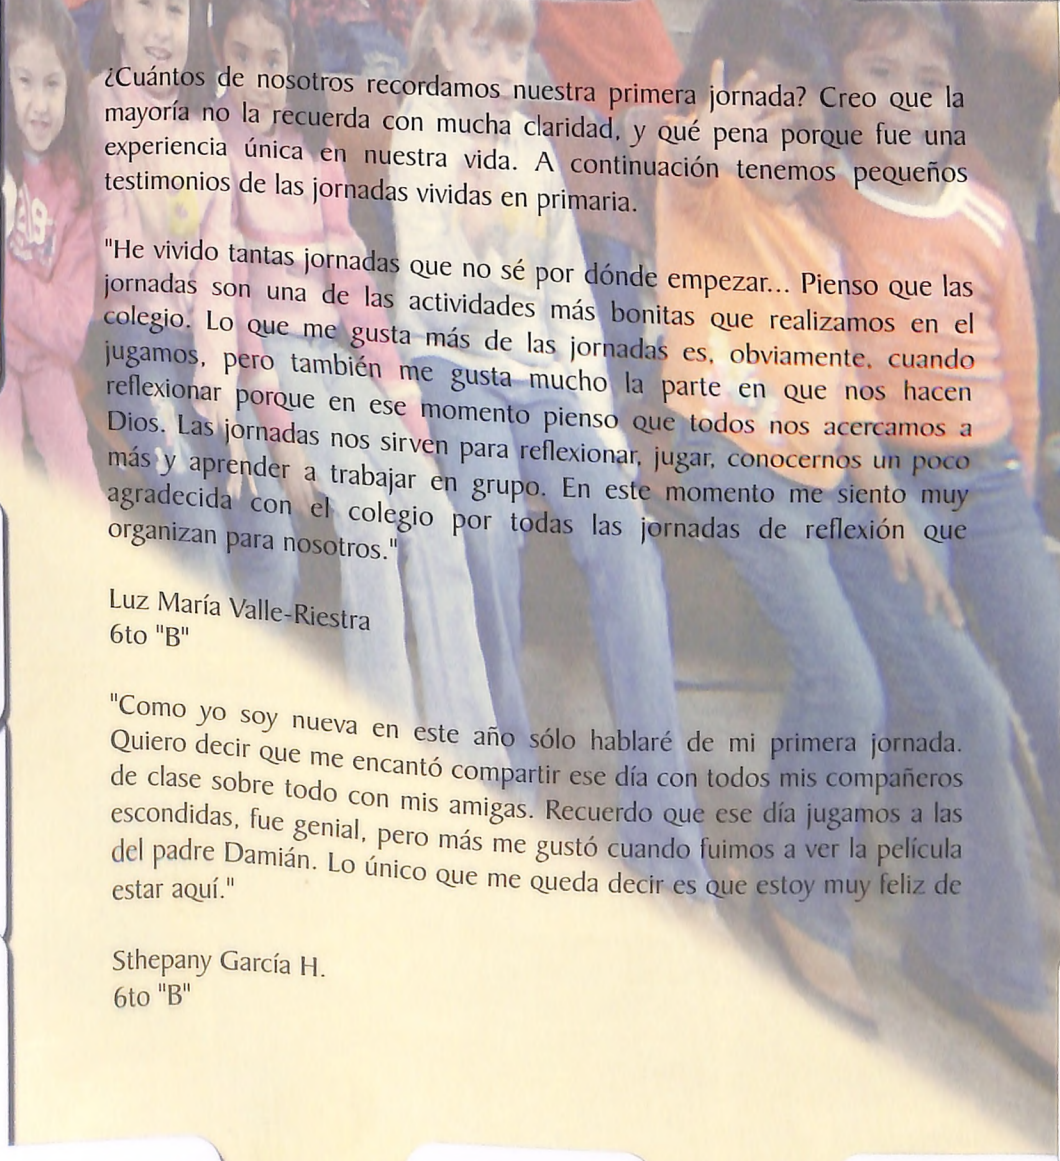 ¿Cuántos de nosotros recordamos nuestra primera jornada? Creo que la
mayoría no la recuerda con mucha claridad, y qué pena porque fue una
experiencia única en nuestra vida. A continuación tenemos pequeños
testimonios de las jornadas vividas en primaria.
"He vivido tantas jornadas que no sé por dónde empezar... Pienso que las
jornadas son una de las actividades más bonitas que realizamos en el
colegio. Lo que me gusta más de las jornadas es, obviamente, cuando
jugamos, pero también me gusta mucho la parte en que nos hacen
reflexionar porque en ese momento pienso que todos nos acercamos a
Dios. Las jornadas nos sirven para reflexionar, jugar, conocernos un poco
más y aprender a trabajar en grupo. En este momento me siento muy
agradecida con el colegio por todas las jornadas de reflexión que
organizan para nosotros."
Luz María Valle-Riestra
6to "B"
"Como yo soy nueva en este año sólo hablaré de mi primera jornada.
Quiero decir que me encantó compartir ese día con todos mis compañeros
de clase sobre todo con mis amigas. Recuerdo que ese día jugamos a las
escondidas, fue genial, pero más me gustó cuando fuimos a ver la película
del padre Damián. Lo único que me queda decir es que estoy muy feliz de
estar aquí."
Sthepany García H.
6to "B"